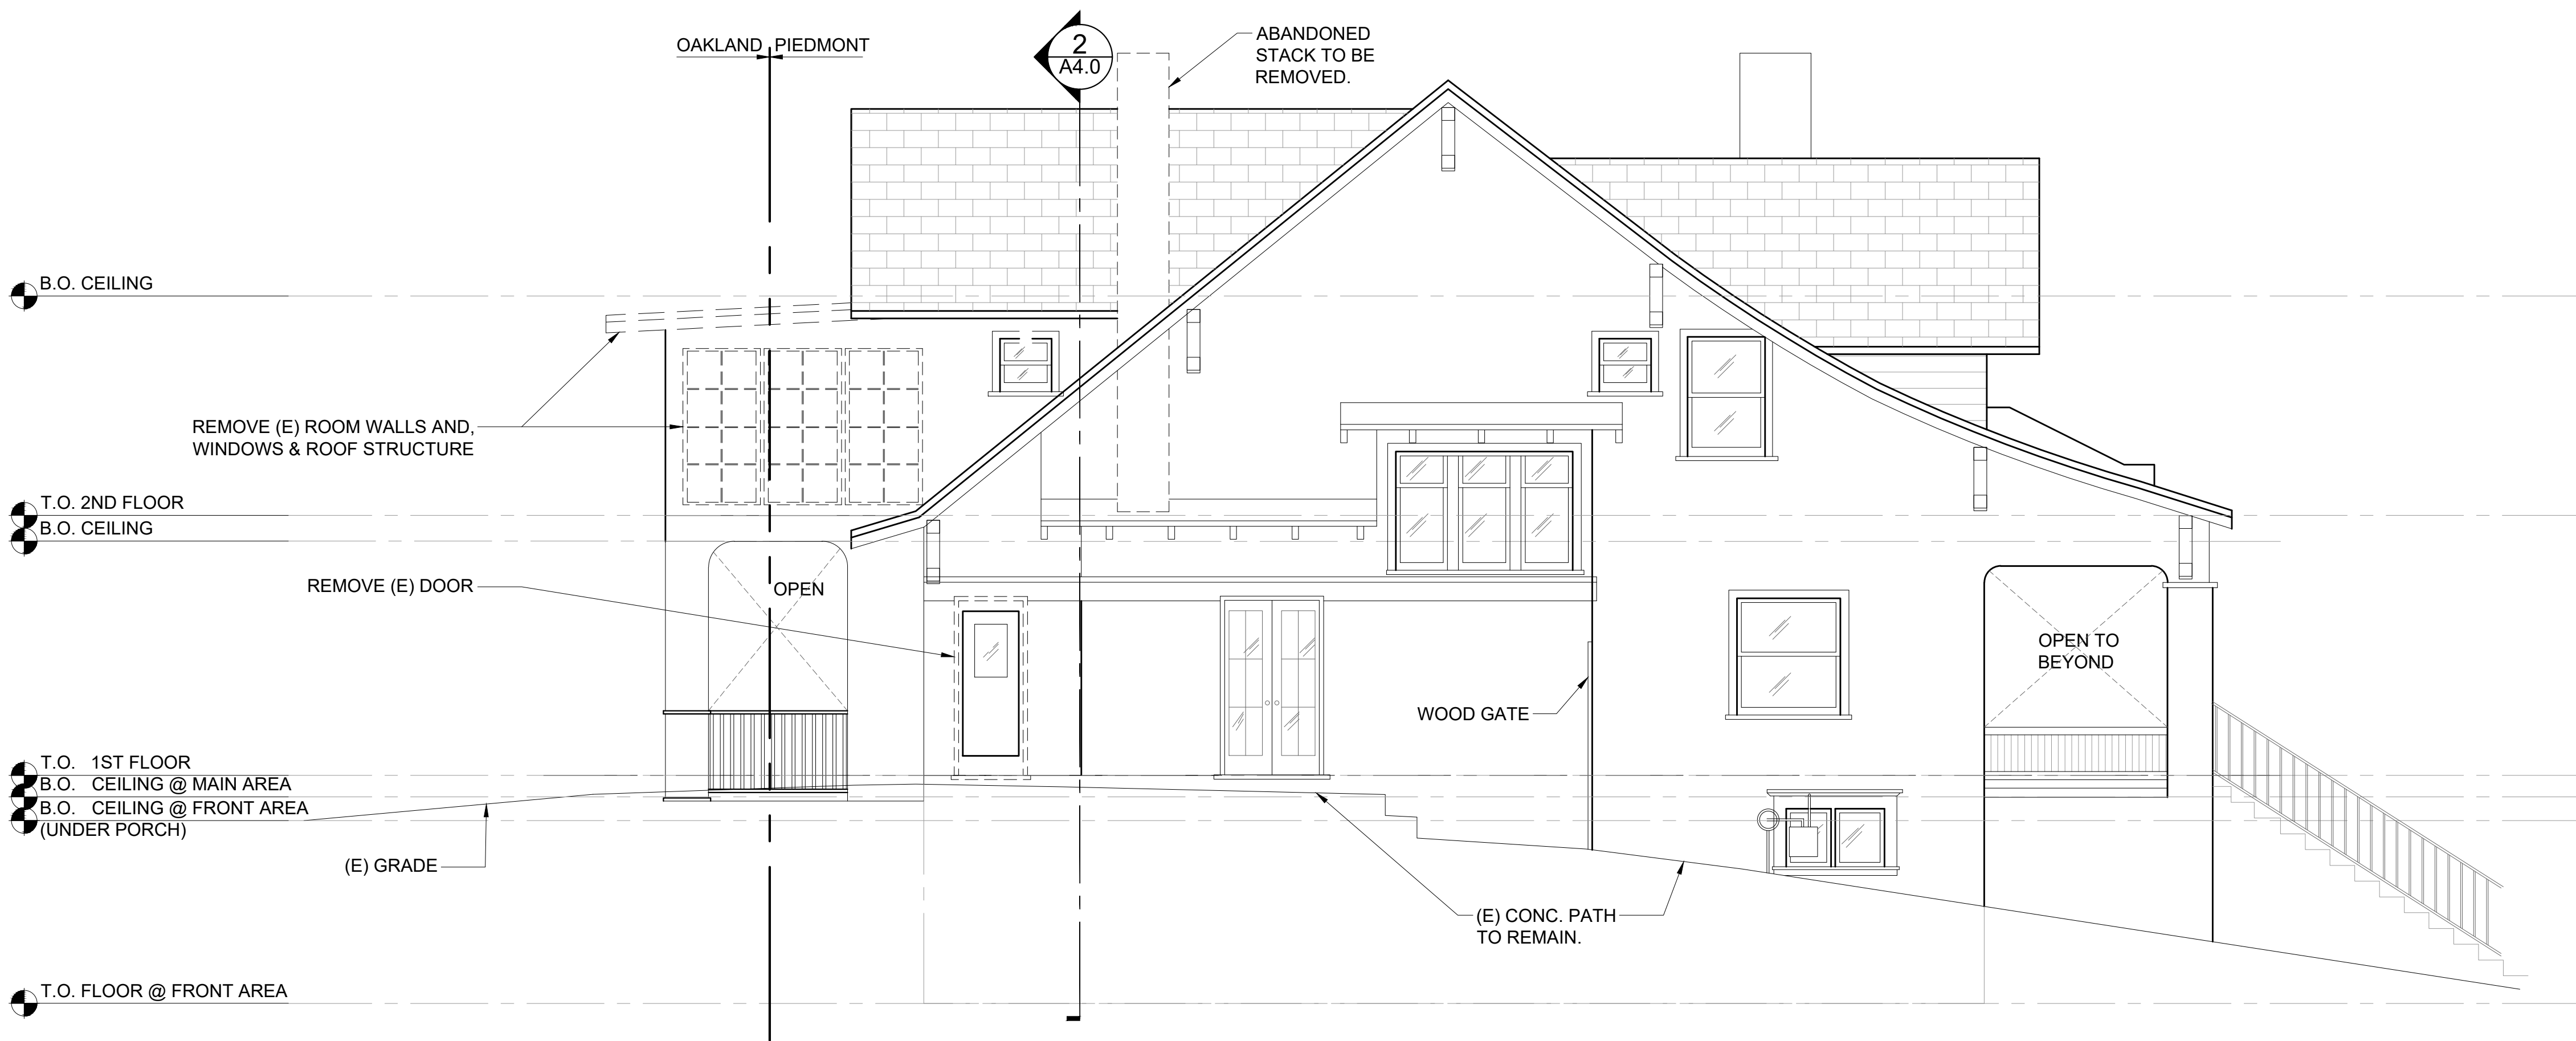 OAKLAND PIEDMONT
2
A4.0
ABANDONED
STACK TO BE
REMOVED.
B.O. CEILING
REMOVE (E) ROOM WALLS AND,
WINDOWS & ROOF STRUCTURE
T.O. 2ND FLOOR
B.O. CEILING
REMOVE (E) DOOR
OPEN
OPEN TO
BEYOND
WOOD GATE
T.O. 1ST FLOOR
B.O. CEILING @ MAIN AREA
B.O. CEILING @ FRONT AREA
(UNDER PORCH)
(E) GRADE
(E) CONC. PATH
TO REMAIN.
T.O. FLOOR @ FRONT AREA